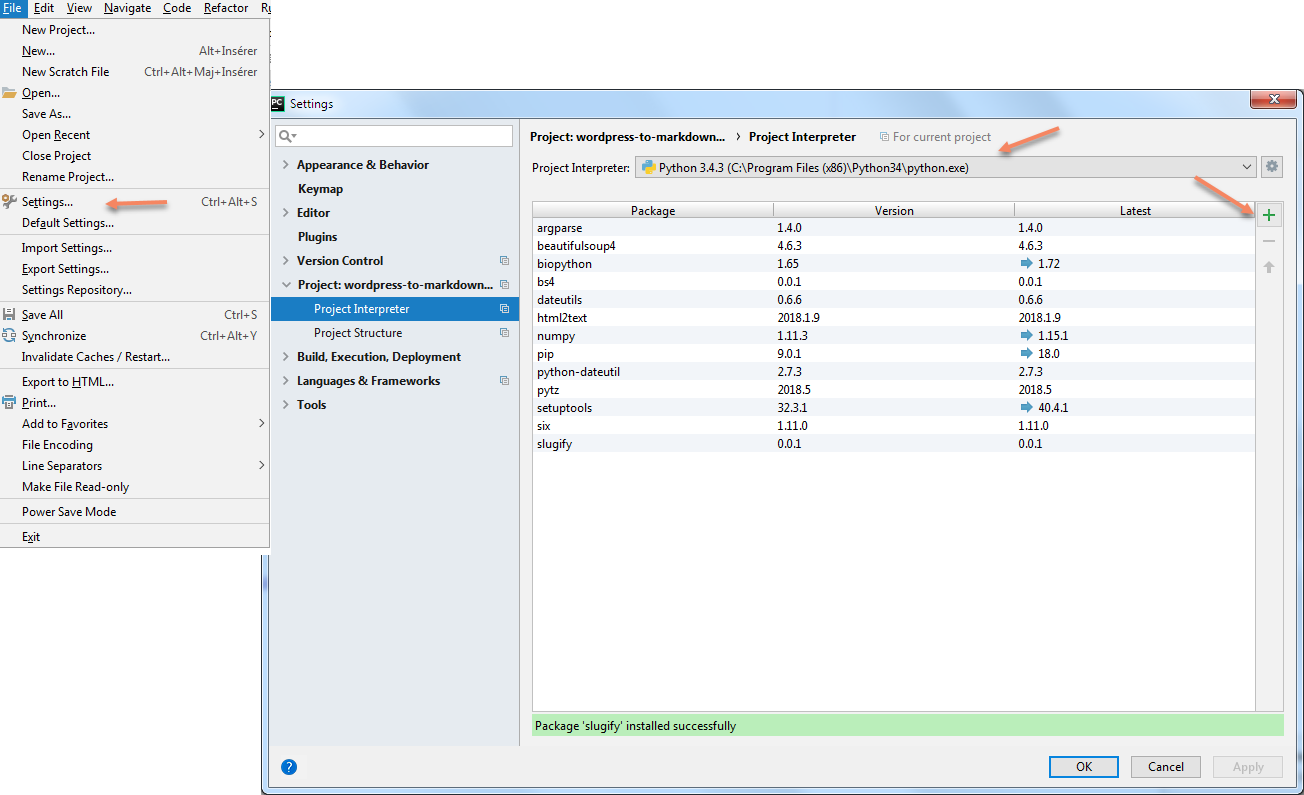 File Edit View Navigate Code Refactor
New Project...
New... Alt+Insérer
New Scratch File Ctrl+Alt+Maj+Insérer
Open...
Save As...
Open Recent
Close Project
Rename Project...
Settings... Ctrl+Alt+S
Default Settings...
Import Settings...
Export Settings...
Settings Repository...
Save All Ctrl+S
Synchronize Ctrl+Alt+Y
Invalidate Caches / Restart...
Export to HTML...
Print...
Add to Favorites
File Encoding
Line Separators
Make File Read-only
Power Save Mode
Exit
PC Settings
Appearance & Behavior
Keymap
Editor
Plugins
Version Control
Project: wordpress-to-markdown...
Project Interpreter
Project Structure
Build, Execution, Deployment
Languages & Frameworks
Tools
Project: wordpress-to-markdown... › Project Interpreter For current project
Project Interpreter: Python 3.4.3 (C:\Program Files (x86)\Python34\python.exe)
Package Version Latest
argparse 1.4.0 1.4.0
beautifulsoup4 4.6.3 4.6.3
biopython 1.65 1.72
bs4 0.0.1 0.0.1
dateutils 0.6.6 0.6.6
html2text 2018.1.9 2018.1.9
numpy 1.11.3 1.15.1
pip 9.0.1 18.0
python-dateutil 2.7.3 2.7.3
pytz 2018.5 2018.5
setuptools 32.3.1 40.4.1
six 1.11.0 1.11.0
slugify 0.0.1 0.0.1
Package 'slugify' installed successfully
? OK Cancel Apply